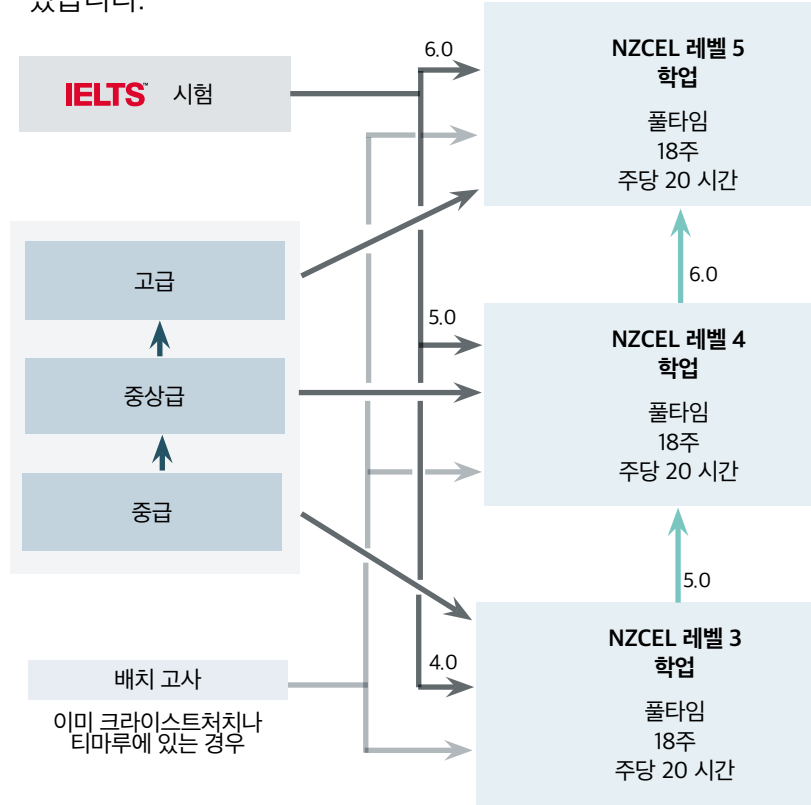 있습니다.
6.0
IELTS™ 시험
NZCEL 레벨 5
학업
풀타임
18주
주당 20 시간
고급
중상급
중급
6.0
5.0
NZCEL 레벨 4
학업
풀타임
18주
주당 20 시간
5.0
배치 고사
이미 크라이스트처치나
티마루에 있는 경우
4.0
NZCEL 레벨 3
학업
풀타임
18주
주당 20 시간